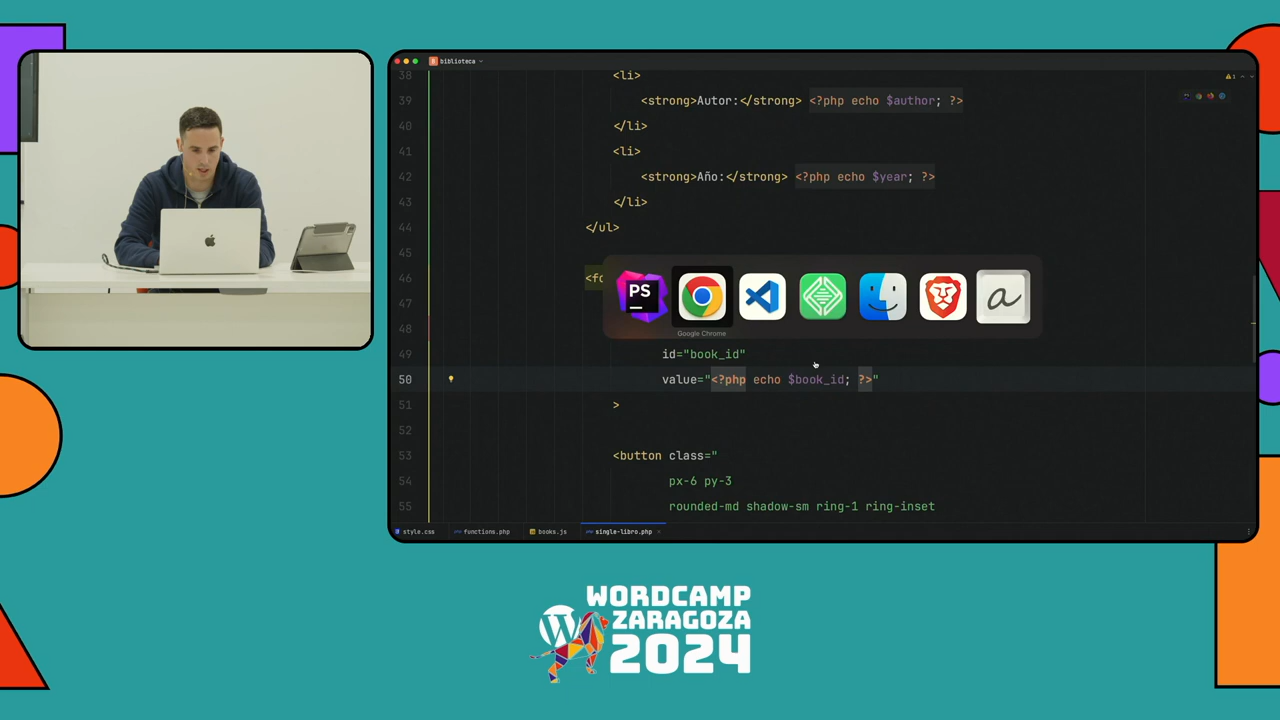 biblioteca
38 <li>
39 <strong>Autor:</strong> <?php echo $author; ?>
40 </li>
41 <li>
42 <strong>Año:</strong> <?php echo $year; ?>
43 </li>
44 </ul>
45
46 <fo
47
48
PS
a
Google Chrome
49 id="book_id"
50 value="<?php echo $book_id; ?>"
51 >
52
53 <button class="
54 px-6 py-3
55 rounded-md shadow-sm ring-1 ring-inset
style.css functions.php books.js single-libro.php
1
WORDCAMP
ZARAGOZA
2024